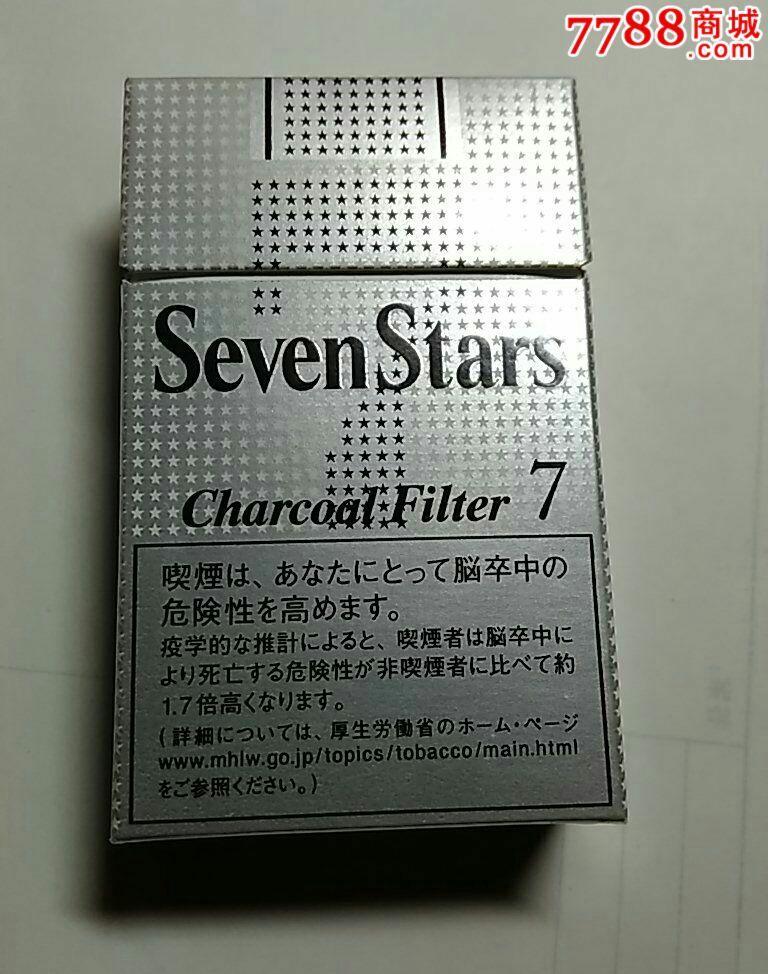 7788商城
.com
SevenStars
Charcoal Filter 7
喫煙は、あなたにとって脳卒中の
危険性を高めます。
疫学的な推計によると、喫煙者は脳卒中に
より死亡する危険性が非喫煙者に比べて約
1.7倍高くなります。
(詳細については、厚生労働省のホーム・ページ
www.mhlw.go.jp/topics/tobacco/main.html
をご参照ください。)